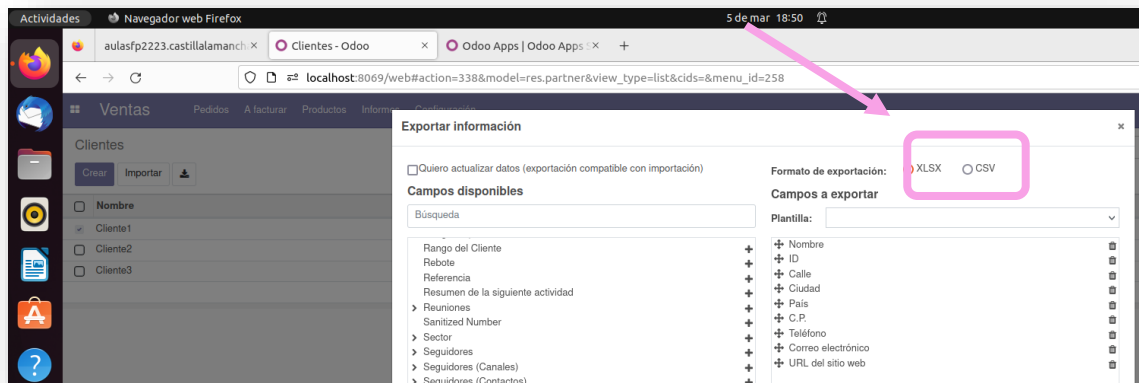 Actividades Navegador web Firefox 5 de mar 18:50
aulasfp2223.castillalamanch × Clientes - Odoo × Odoo Apps | Odoo Apps S × +
localhost:8069/web#action=338&model=res.partner&view_type=list&cids=&menu_id=258
Ventas Pedidos A facturar Productos Informes Configuración
Exportar información ×
Clientes
Crear Importar
Quiero actualizar datos (exportación compatible con importación)
Formato de exportación: XLSX CSV
Campos disponibles
Campos a exportar
Nombre
Búsqueda
Plantilla:
Cliente1
Cliente2
Cliente3
Rango del Cliente
Rebote
Referencia
Resumen de la siguiente actividad
Reuniones
Sanitized Number
Sector
Seguidores
Seguidores (Canales)
Seguidores (Contactos)
Nombre
ID
Calle
Ciudad
País
C.P.
Teléfono
Correo electrónico
URL del sitio web